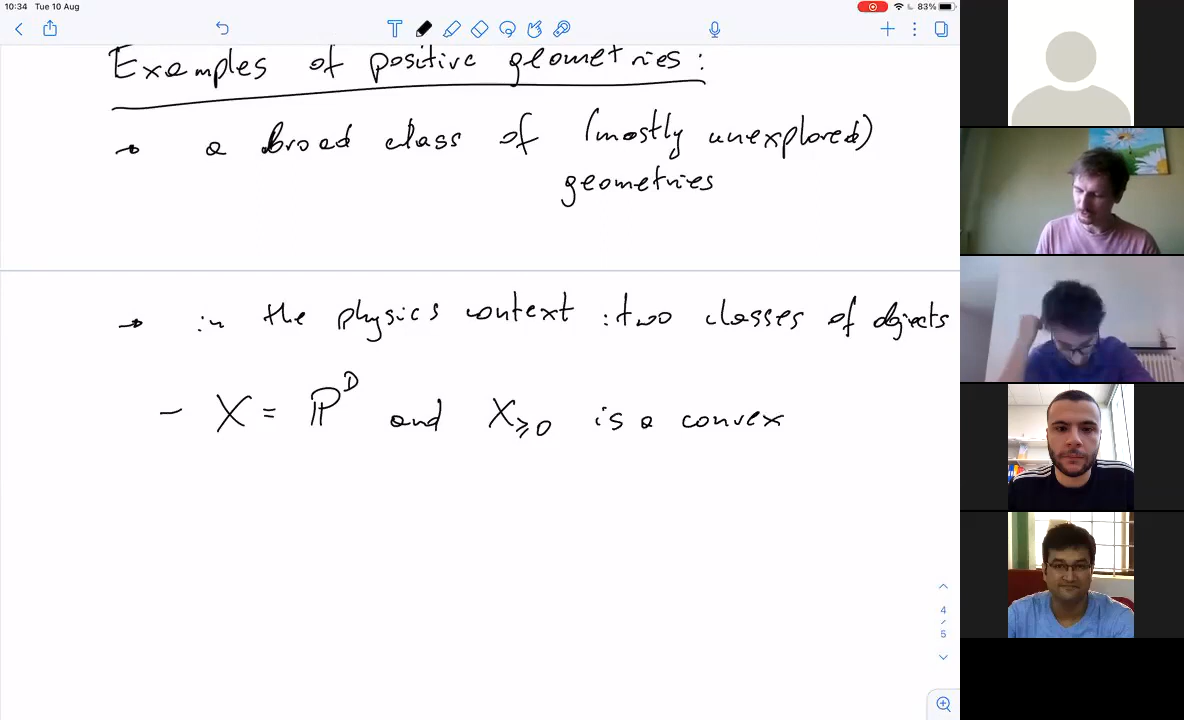 10:34 Tue 10 Aug
83%
Examples of positive geometries:
→ a broad class of (mostly unexplored)
geometries
→ in the physics context : two classes of objects
– X = ℙ^D and X≥0 is a convex
4
5